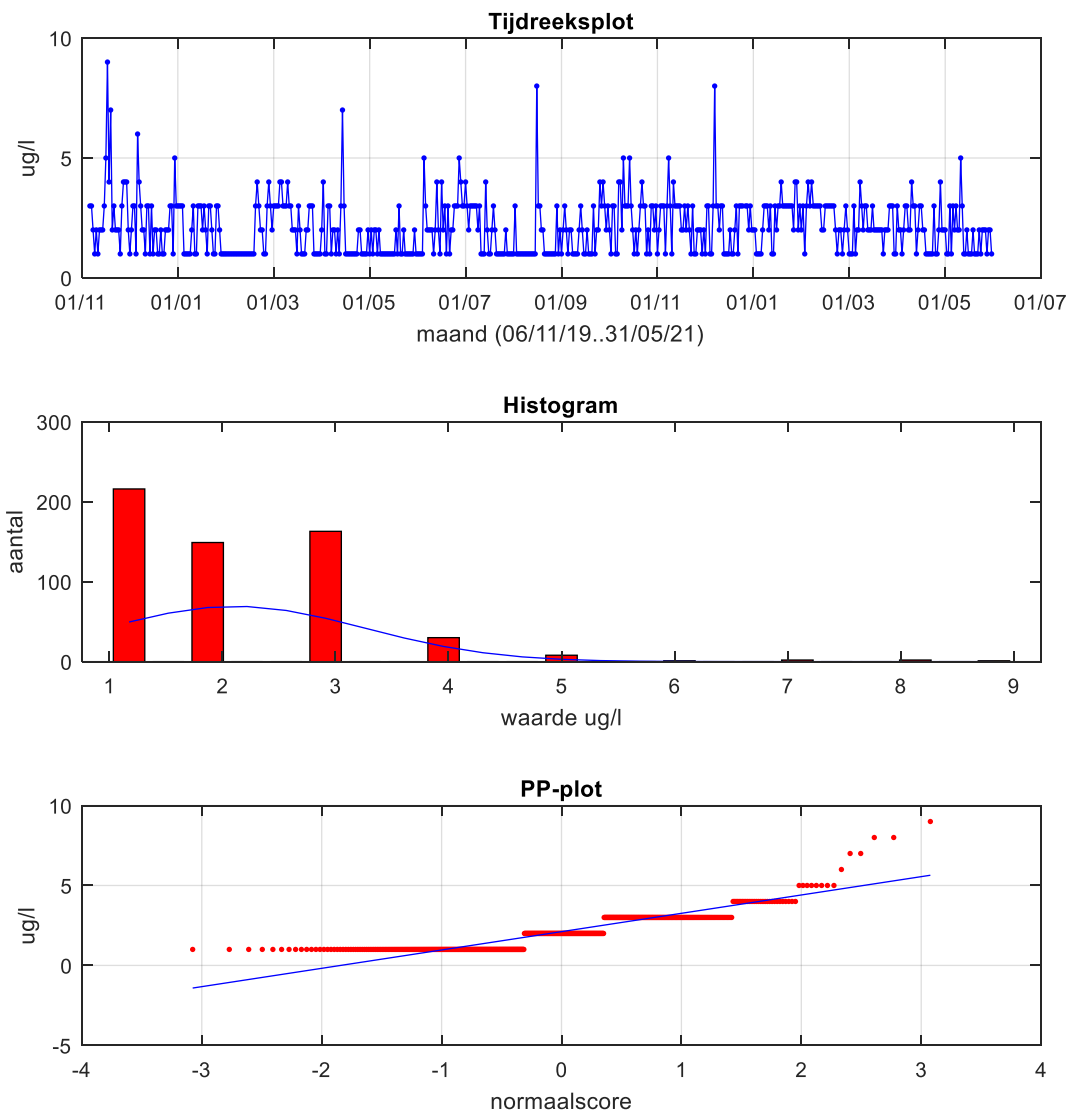 Tijdreeksplot
10
5
0
ug/l
01/11 01/01 01/03 01/05 01/07 01/09 01/11 01/01 01/03 01/05 01/07
maand (06/11/19..31/05/21)
Histogram
300
200
100
0
aantal
1 2 3 4 5 6 7 8 9
waarde ug/l
PP-plot
10
5
0
-5
ug/l
-4 -3 -2 -1 0 1 2 3 4
normaalscore